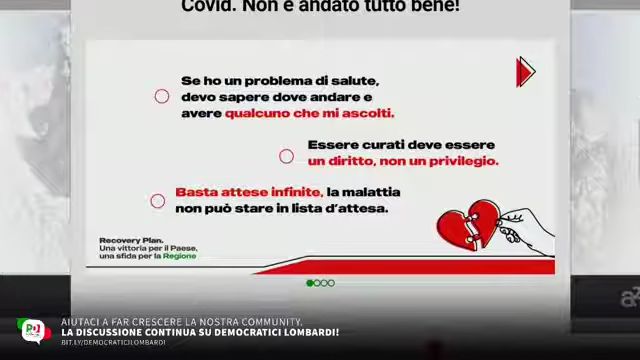 Covid. Non è andato tutto bene!
Se ho un problema di salute,
devo sapere dove andare e
avere qualcuno che mi ascolti.
Essere curati deve essere
un diritto, non un privilegio.
Basta attese infinite, la malattia
non può stare in lista d'attesa.
Recovery Plan.
Una vittoria per il Paese,
una sfida per la Regione
PD
AIUTACI A FAR CRESCERE LA NOSTRA COMMUNITY.
LA DISCUSSIONE CONTINUA SU DEMOCRATICI LOMBARDI!
BIT.LY/DEMOCRATICILOMBARDI